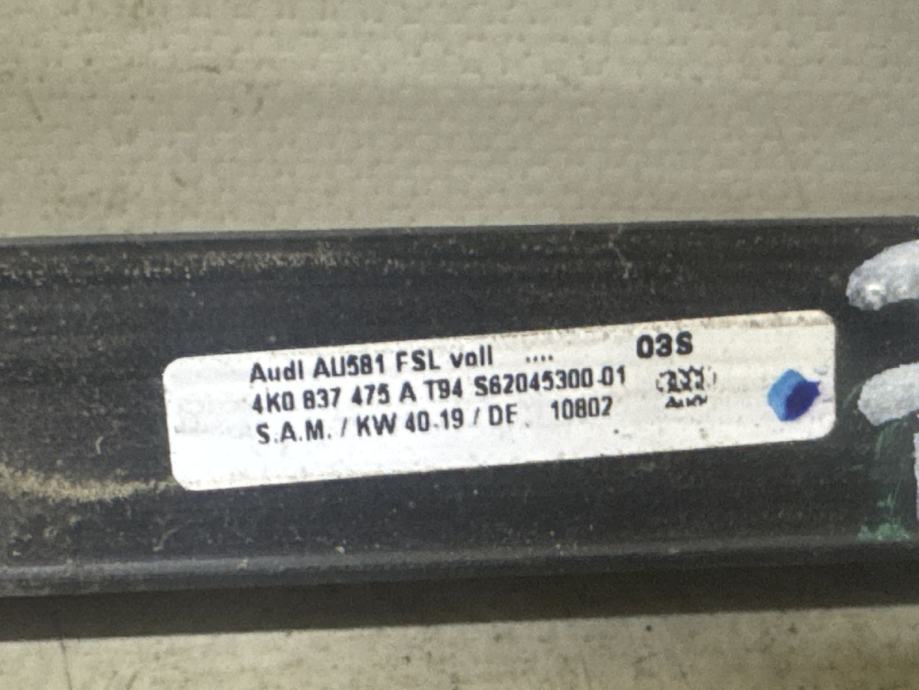 Audi AU581 FSL voll .... 03S
4K0 837 475 A T94 S62045300-01
S.A.M. / KW 40-19 / DE 10802